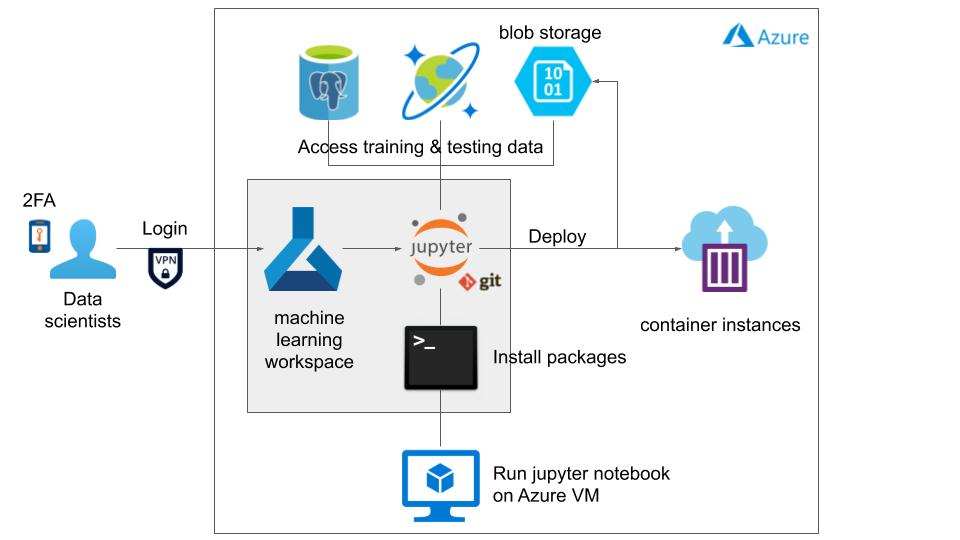 blob storage
Azure
10
01
Access training & testing data
2FA
Login
VPN
Data
scientists
machine
learning
workspace
jupyter
git
Deploy
container instances
>_
Install packages
Run jupyter notebook
on Azure VM